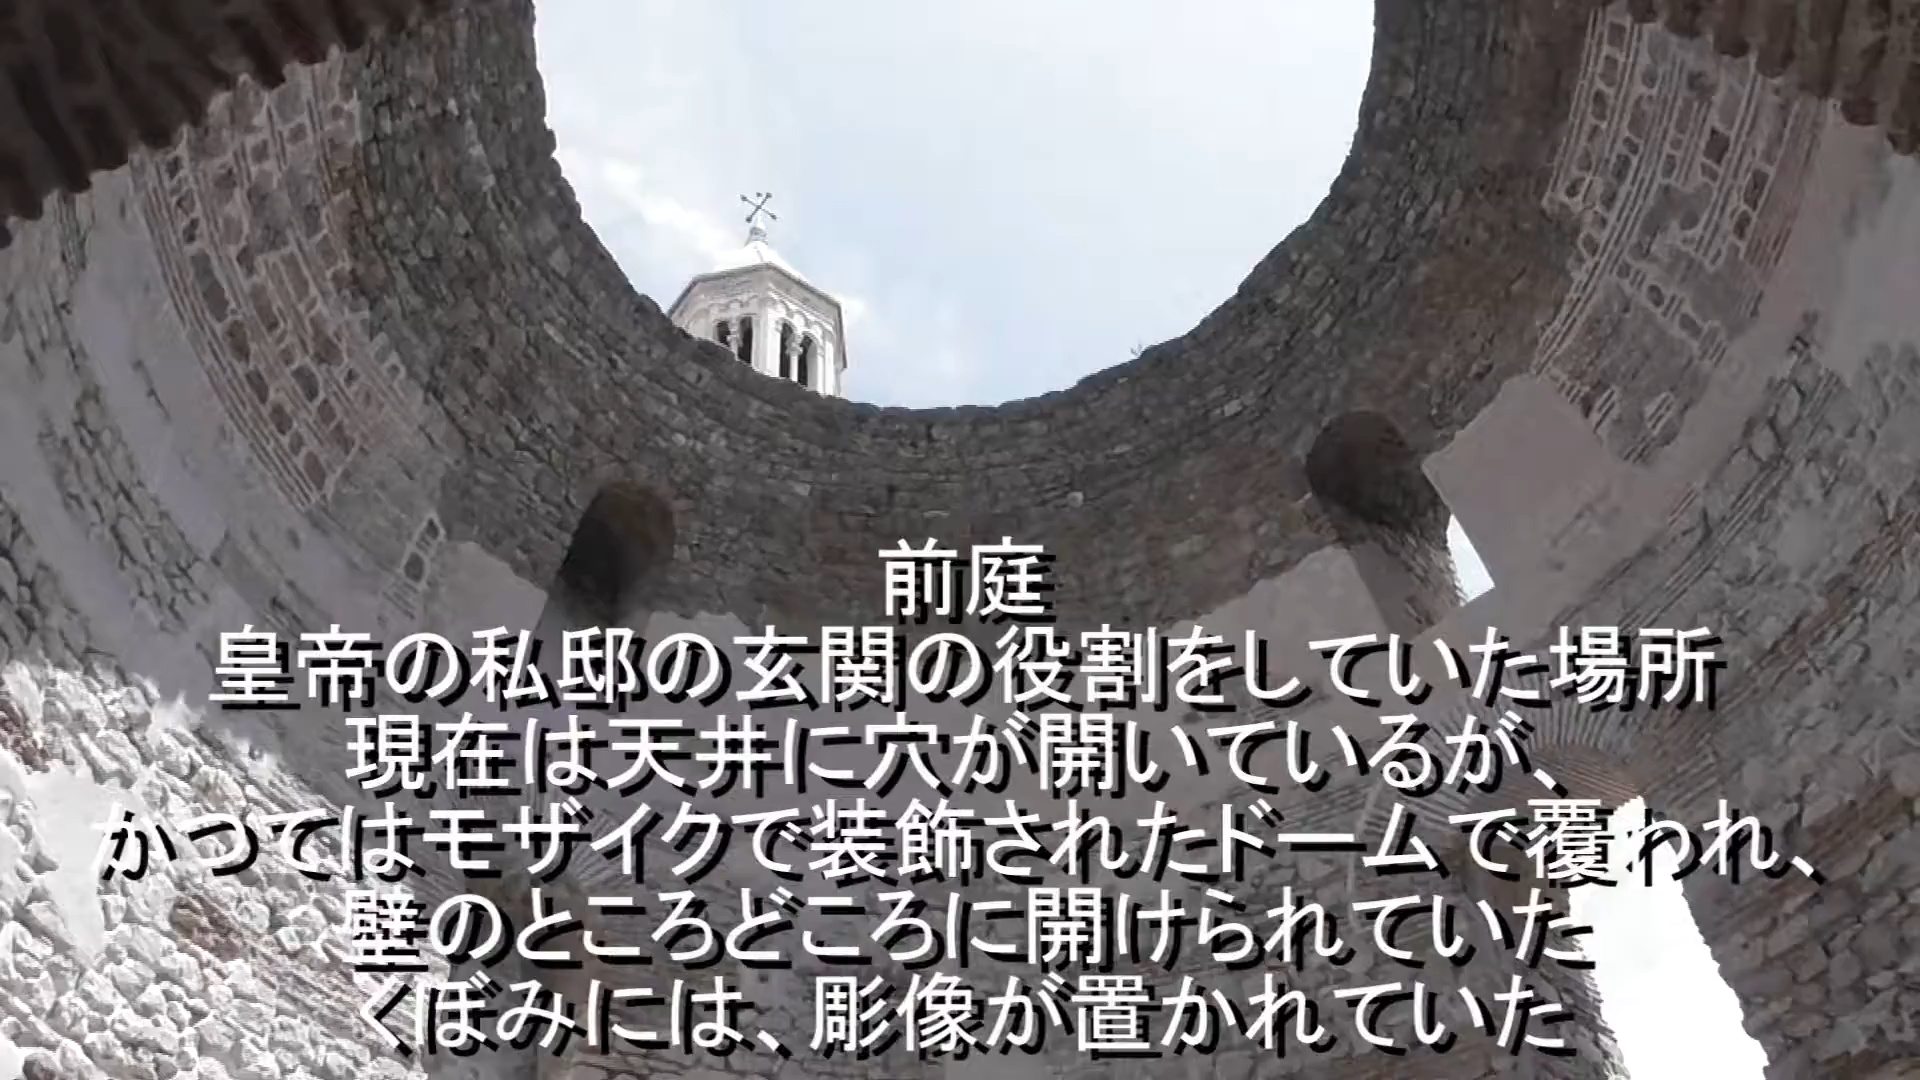 前庭
皇帝の私邸の玄関の役割をしていた場所
現在は天井に穴が開いているが、
かつてはモザイクで装飾されたドームで覆われ、
壁のところどころに開けられていた
くぼみには、彫像が置かれていた